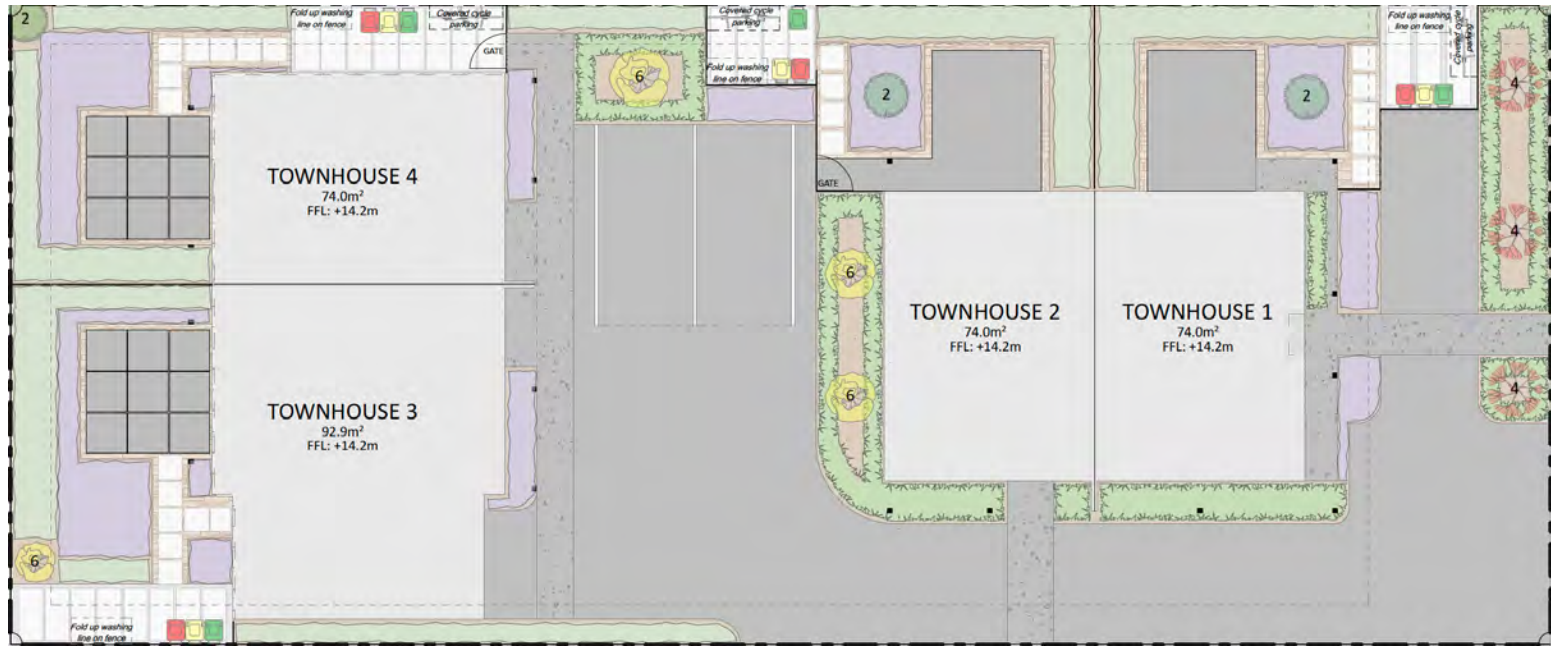 2
Fold up washing
line on fence
Covered cycle
parking
GATE
6
Covered cycle
parking
Fold up washing
line on fence
2
2
Fold up washing
line on fence
Covered cycle
parking
4
4
TOWNHOUSE 4
74.0m²
FFL: +14.2m
GATE
6
TOWNHOUSE 2
74.0m²
FFL: +14.2m
TOWNHOUSE 1
74.0m²
FFL: +14.2m
4
6
TOWNHOUSE 3
92.9m²
FFL: +14.2m
6
Fold up washing
line on fence